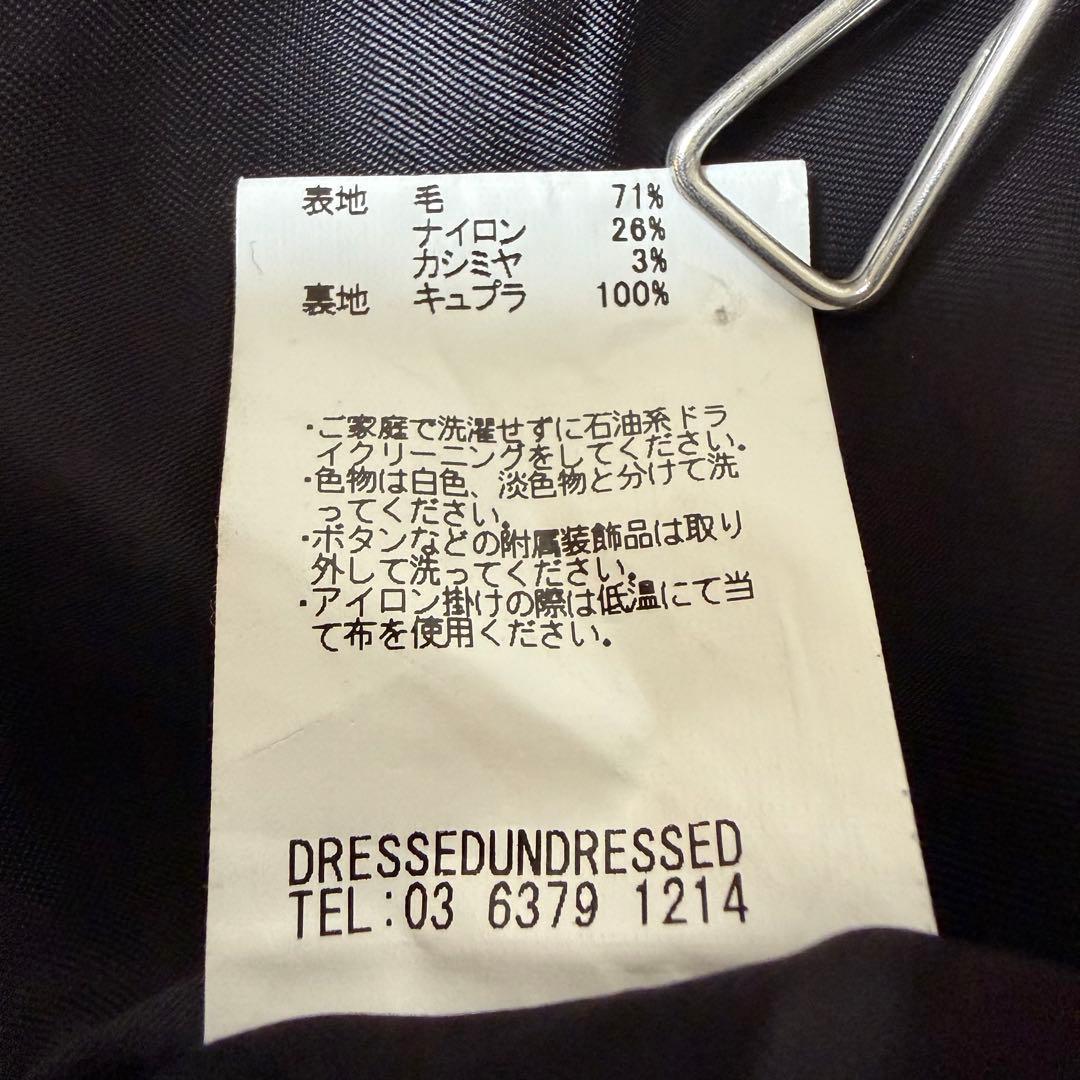 表地 毛 71%
ナイロン 26%
カシミヤ 3%
裏地 キュプラ 100%
・ご家庭で洗濯せずに石油系ドラ
イクリーニングをしてください。
・色物は白色、淡色物と分けて洗
ってください。
・ボタンなどの附属装飾品は取り
外して洗ってください。
・アイロン掛けの際は低温にて当
て布を使用ください。
DRESSEDUNDRESSED
TEL:03 6379 1214